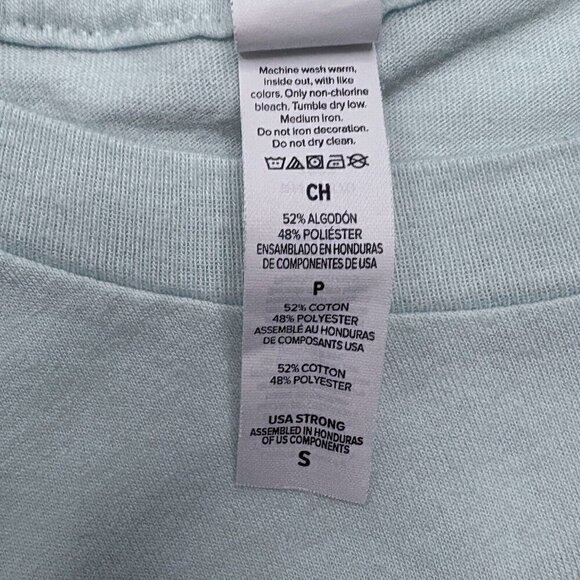 Machine wash warm,
inside out, with like
colors. Only non-chlorine
bleach. Tumble dry low.
Medium iron.
Do not iron decoration.
Do not dry clean.
CH
52% ALGODÓN
48% POLIÉSTER
ENSAMBLADO EN HONDURAS
DE COMPONENTES DE USA
P
52% COTON
48% POLYESTER
ASSEMBLÉ AU HONDURAS
DE COMPOSANTS USA
52% COTTON
48% POLYESTER
USA STRONG
ASSEMBLED IN HONDURAS
OF US COMPONENTS
S